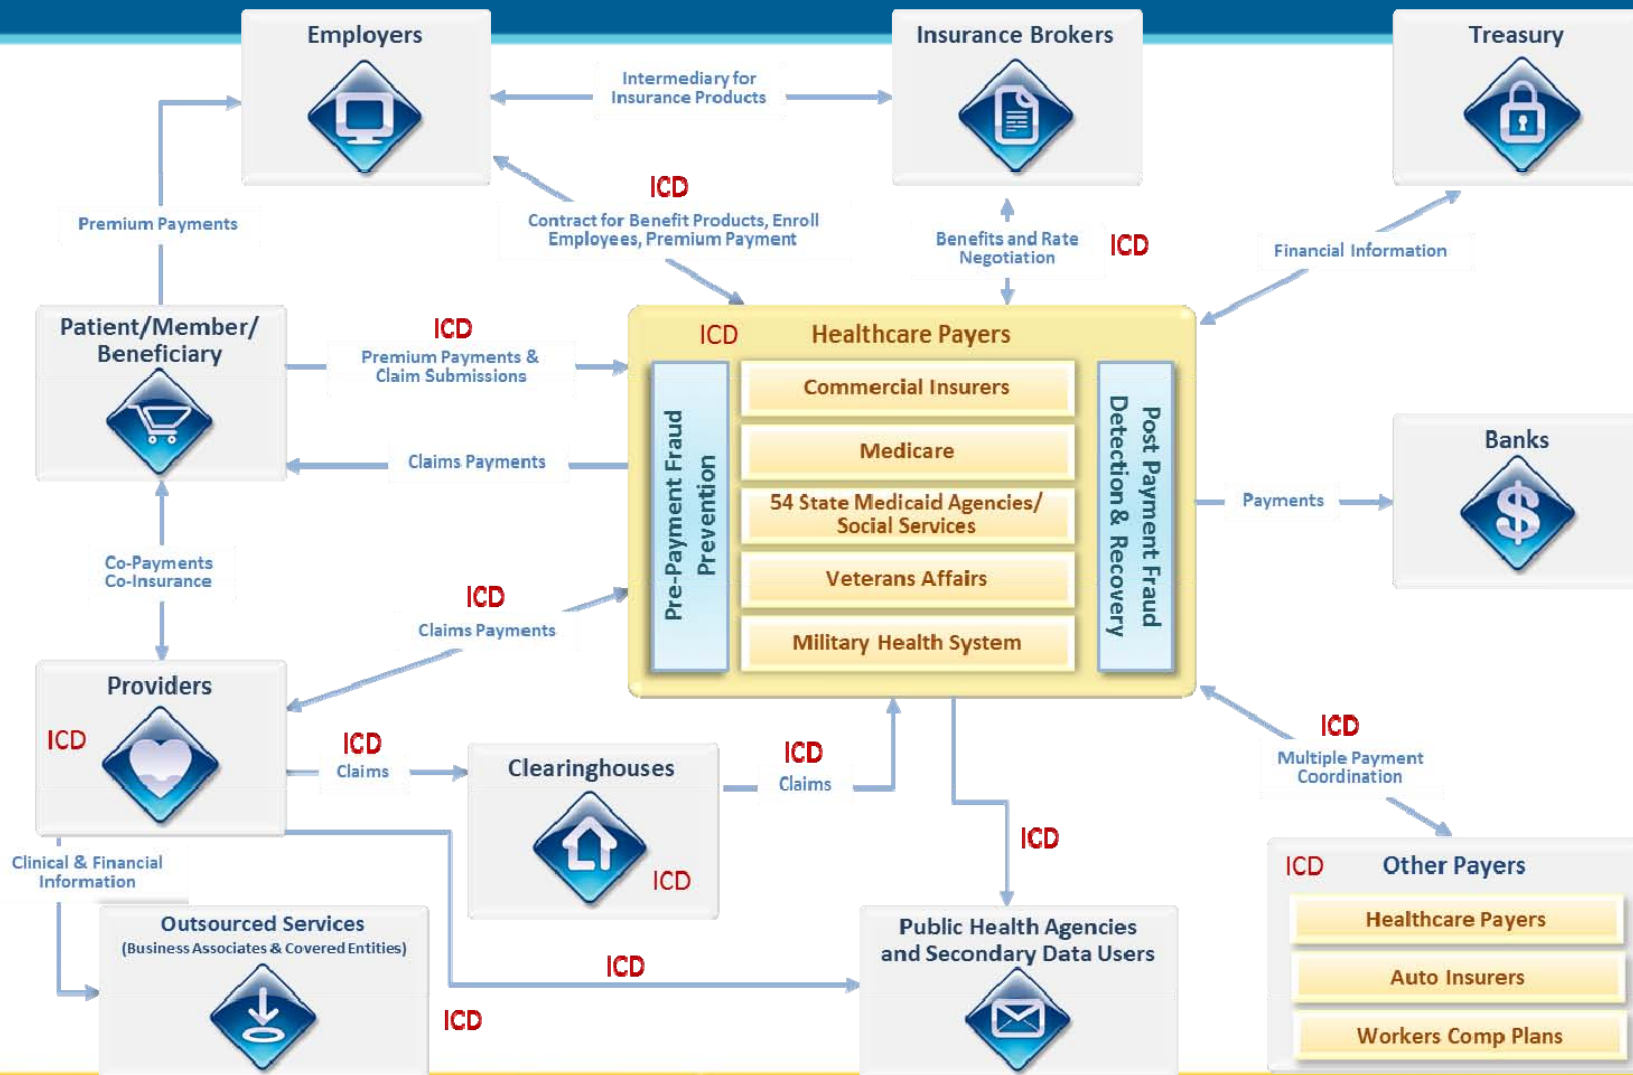 Employers
Insurance Brokers
Treasury
Intermediary for
Insurance Products
ICD
Premium Payments
Contract for Benefit Products, Enroll
Employees, Premium Payment
Benefits and Rate
Negotiation
ICD
Financial Information
Patient/Member/
Beneficiary
ICD
Premium Payments &
Claim Submissions
Claims Payments
ICD
Healthcare Payers
Pre-Payment Fraud
Prevention
Commercial Insurers
Medicare
54 State Medicaid Agencies/
Social Services
Veterans Affairs
Military Health System
Post Payment Fraud
Detection & Recovery
Payments
Banks
Co-Payments
Co-Insurance
ICD
Claims Payments
Providers
ICD
ICD
Claims
Clearinghouses
ICD
ICD
Claims
ICD
ICD
Multiple Payment
Coordination
Clinical & Financial
Information
Outsourced Services
(Business Associates & Covered Entities)
ICD
ICD
Public Health Agencies
and Secondary Data Users
ICD
Other Payers
Healthcare Payers
Auto Insurers
Workers Comp Plans